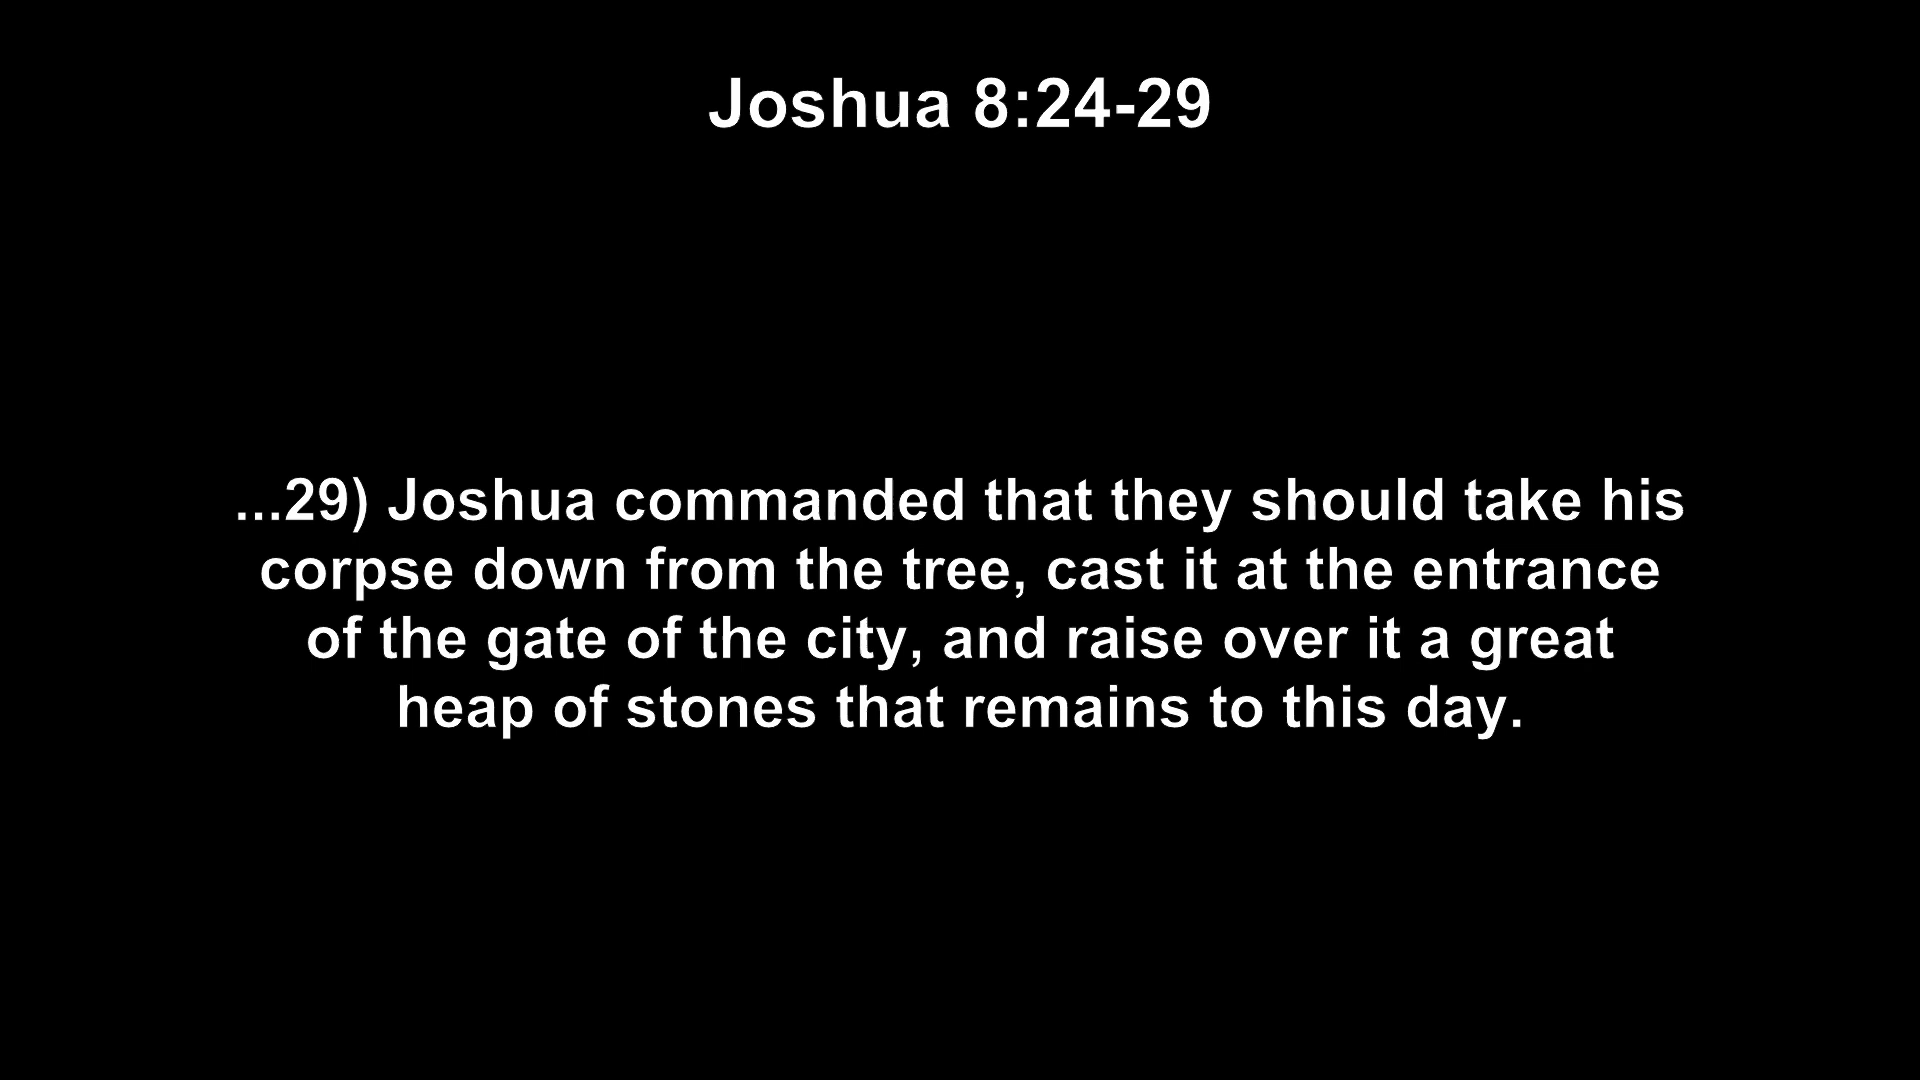 Joshua 8:24-29
...29) Joshua commanded that they should take his
corpse down from the tree, cast it at the entrance
of the gate of the city, and raise over it a great
heap of stones that remains to this day.